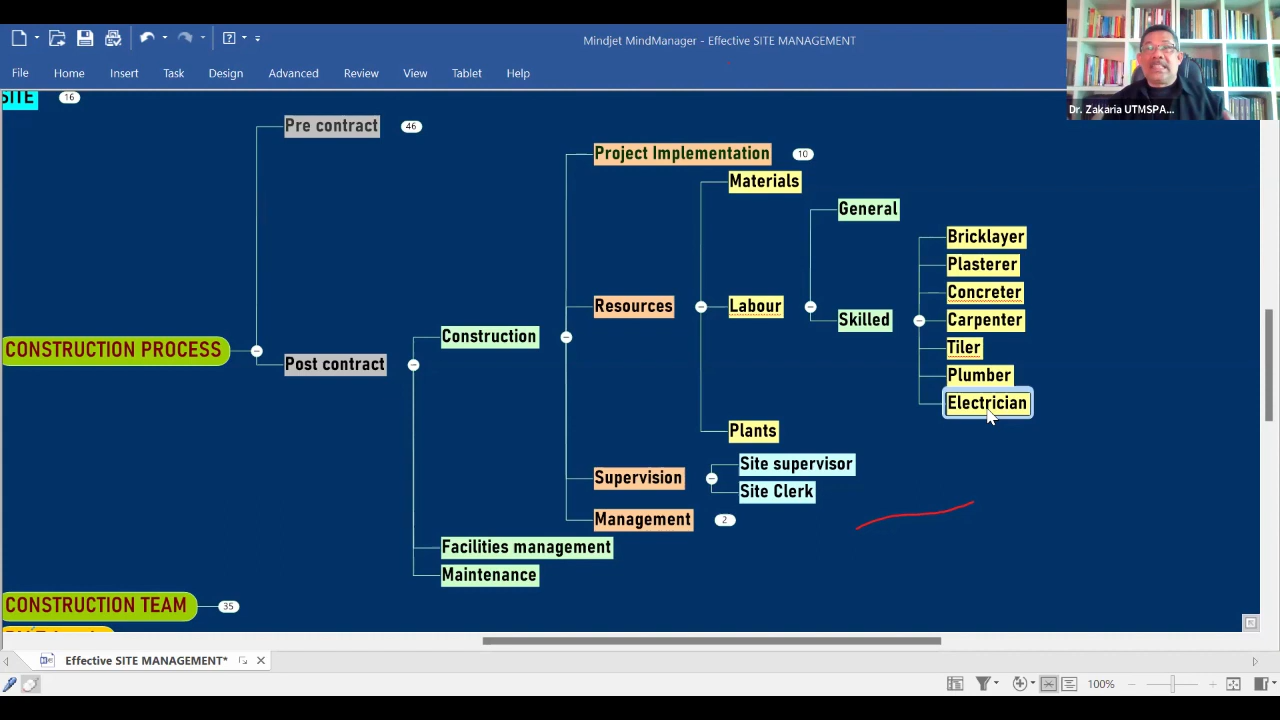 Mindjet MindManager - Effective SITE MANAGEMENT
File Home Insert Task Design Advanced Review View Tablet Help
Dr. Zakaria UTMSPA...
SITE 16
Pre contract 46
Project Implementation 10
Materials
General
Bricklayer
Plasterer
Concreter
Resources
Labour
Skilled
Carpenter
Construction
CONSTRUCTION PROCESS
Post contract
Tiler
Plumber
Electrician
Plants
Supervision
Site supervisor
Site Clerk
Management 2
Facilities management
Maintenance
CONSTRUCTION TEAM 35
Effective SITE MANAGEMENT*
100%